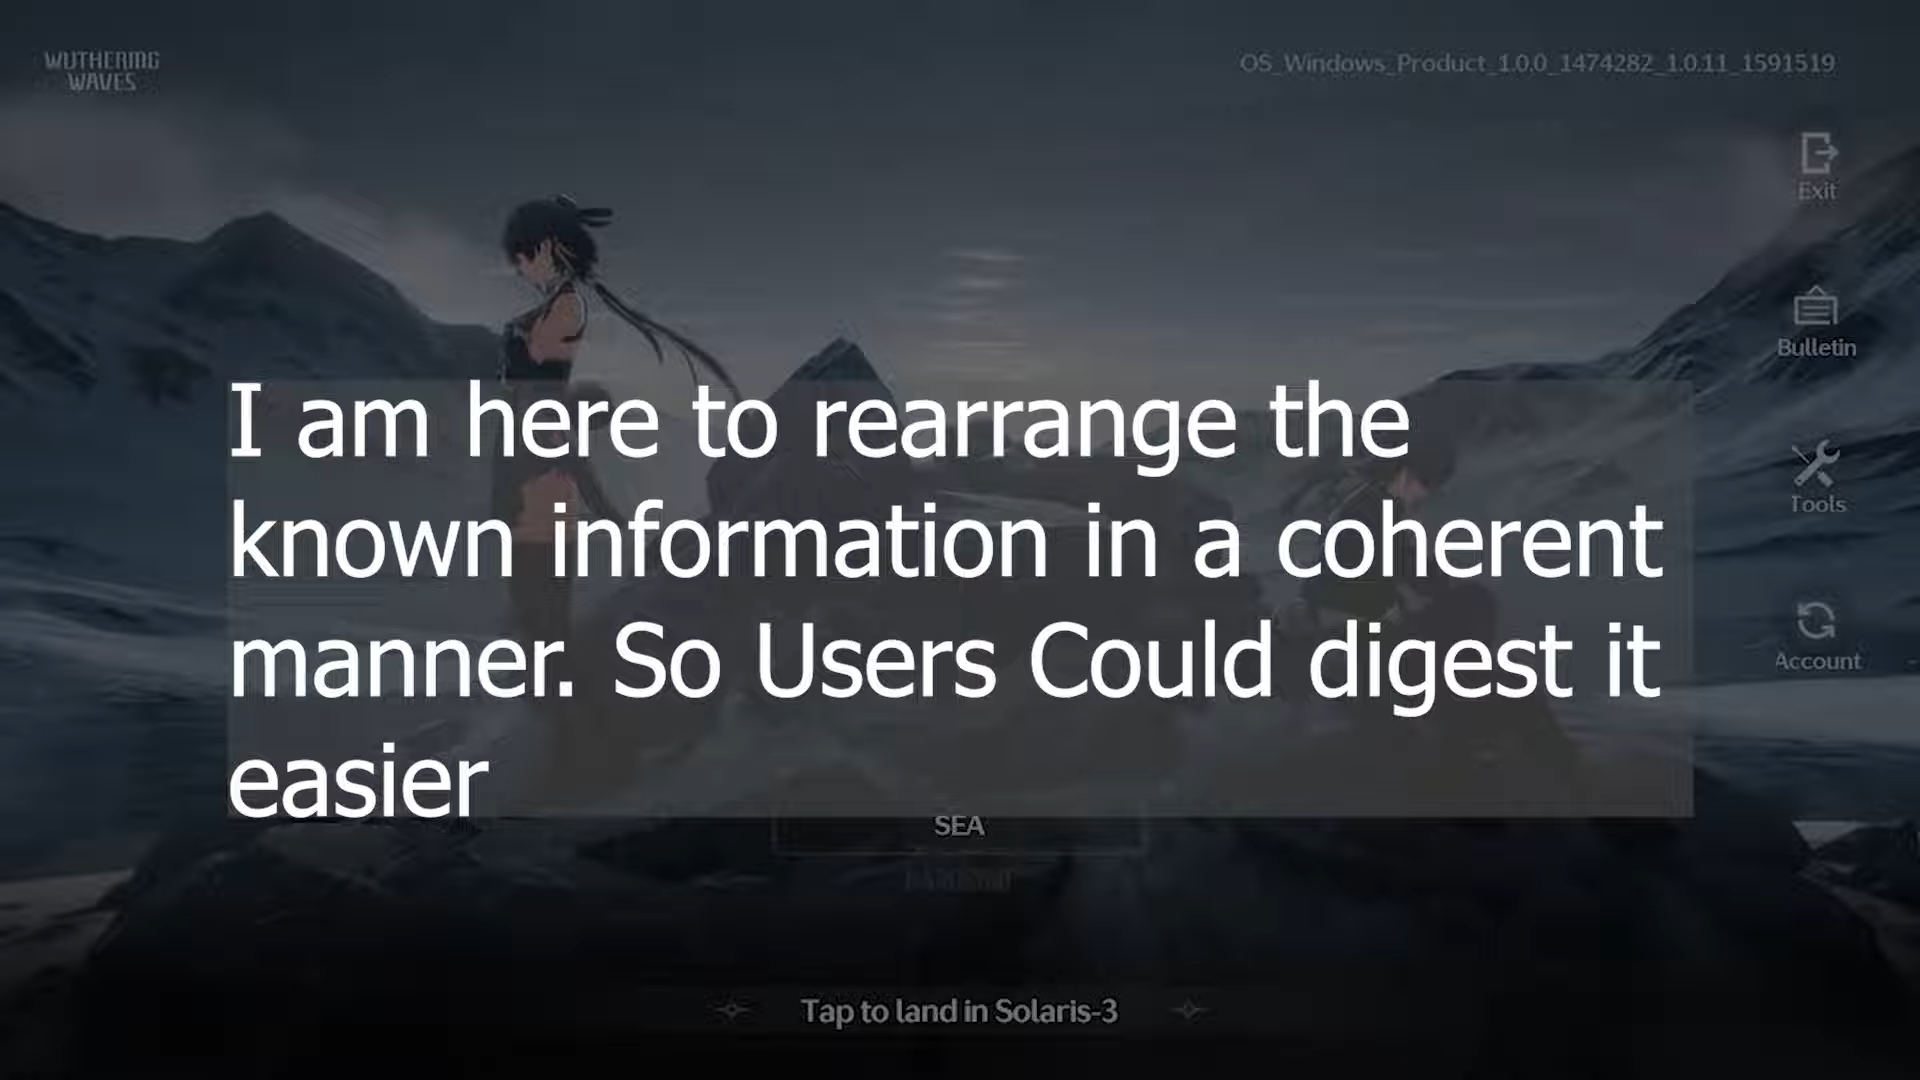 WUTHERING
WAVES
OS_Windows_Product_1.0.0_1474282_1.0.11_1591519
Exit
Bulletin
I am here to rearrange the
known information in a coherent
manner. So Users Could digest it
easier
Tools
Account
SEA
Tap to land in Solaris-3